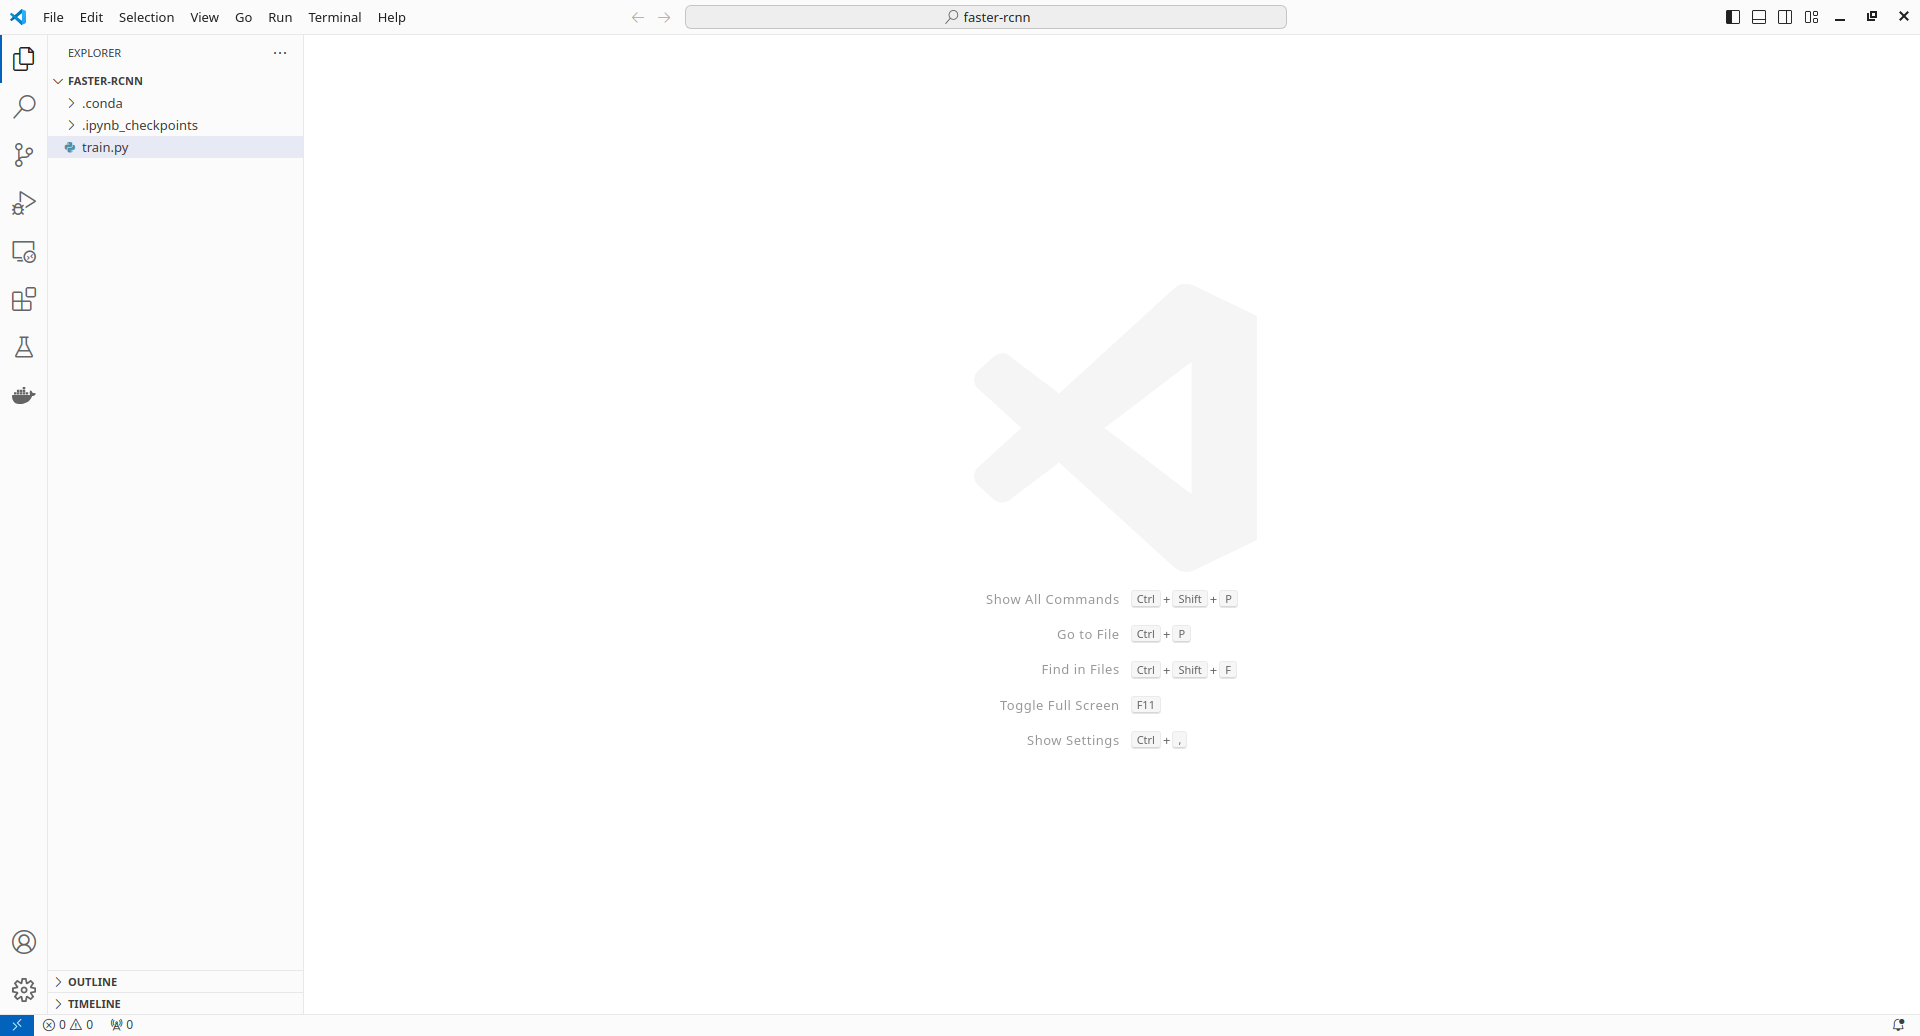 File Edit Selection View Go Run Terminal Help
faster-rcnn
EXPLORER
FASTER-RCNN
.conda
.ipynb_checkpoints
train.py
Show All Commands Ctrl + Shift + P
Go to File Ctrl + P
Find in Files Ctrl + Shift + F
Toggle Full Screen F11
Show Settings Ctrl + ,
OUTLINE
TIMELINE
0 0 0